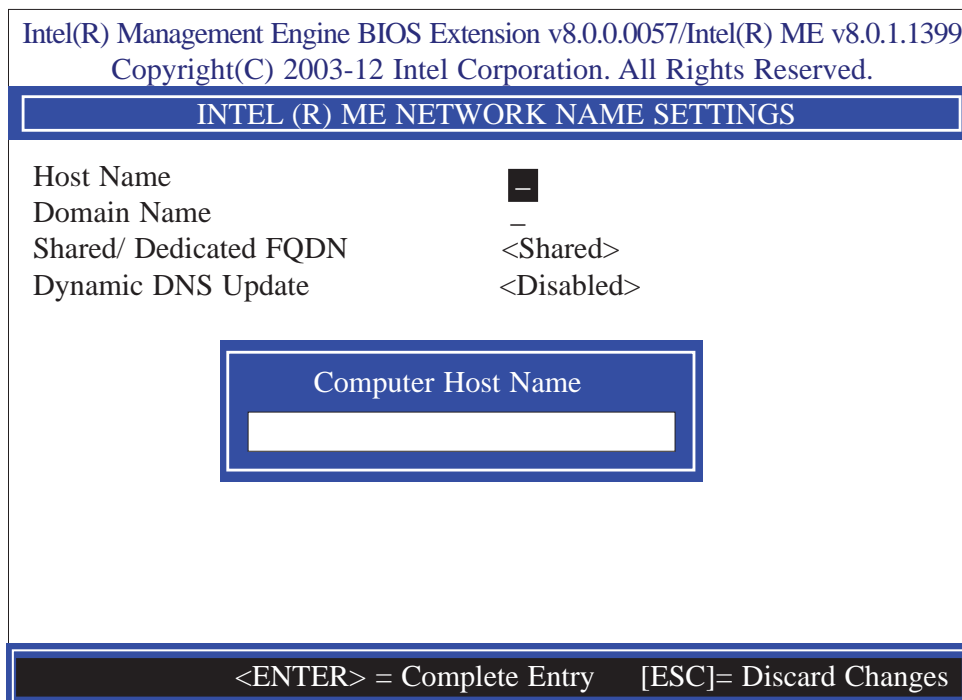 Intel(R) Management Engine BIOS Extension v8.0.0.0057/Intel(R) ME v8.0.1.1399
Copyright(C) 2003-12 Intel Corporation. All Rights Reserved.
INTEL (R) ME NETWORK NAME SETTINGS
Host Name _
Domain Name _
Shared/ Dedicated FQDN <Shared>
Dynamic DNS Update <Disabled>
Computer Host Name
<ENTER> = Complete Entry [ESC]= Discard Changes